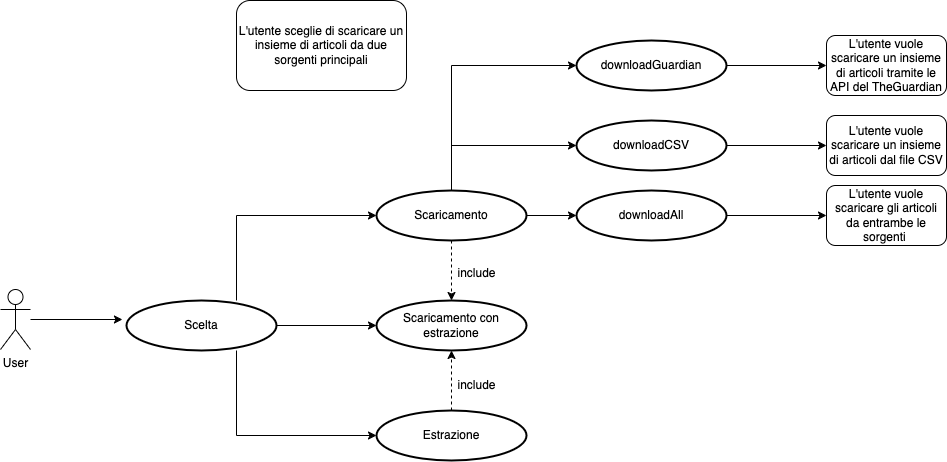 L'utente sceglie di scaricare un
insieme di articoli da due
sorgenti principali
downloadGuardian
L'utente vuole
scaricare un insieme
di articoli tramite le
API del TheGuardian
downloadCSV
L'utente vuole
scaricare un insieme
di articoli dal file CSV
Scaricamento
downloadAll
L'utente vuole
scaricare gli articoli
da entrambe le
sorgenti
include
User
Scelta
Scaricamento con
estrazione
include
Estrazione